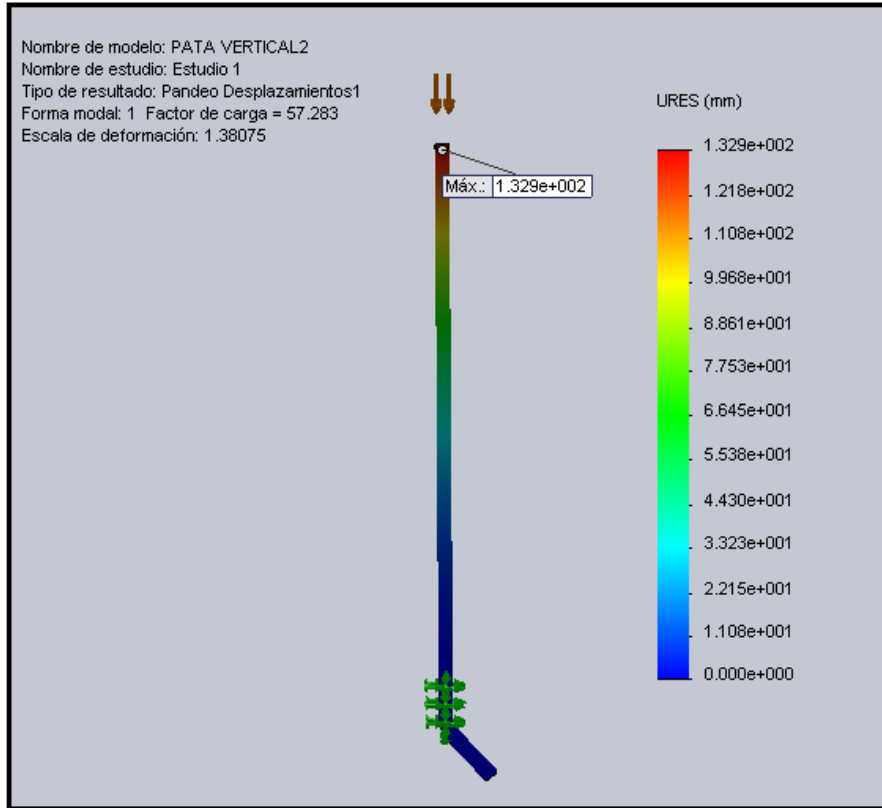 Nombre de modelo: PATA VERTICAL2
Nombre de estudio: Estudio 1
Tipo de resultado: Pandeo Desplazamientos1
Forma modal: 1 Factor de carga = 57.283
Escala de deformación: 1.38075
Máx.: 1.329e+002
URES (mm)
1.329e+002
1.218e+002
1.108e+002
9.968e+001
8.861e+001
7.753e+001
6.645e+001
5.538e+001
4.430e+001
3.323e+001
2.215e+001
1.108e+001
0.000e+000